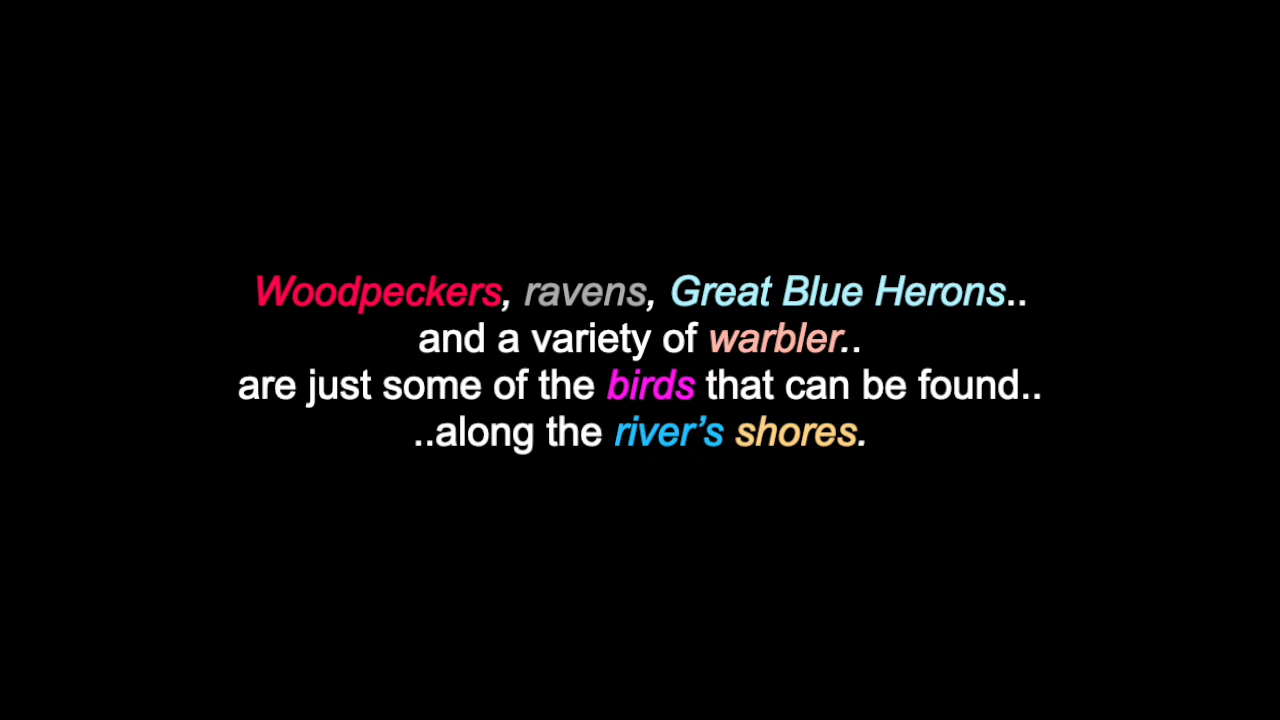 Woodpeckers, ravens, Great Blue Herons..
and a variety of warbler..
are just some of the birds that can be found..
..along the river’s shores.